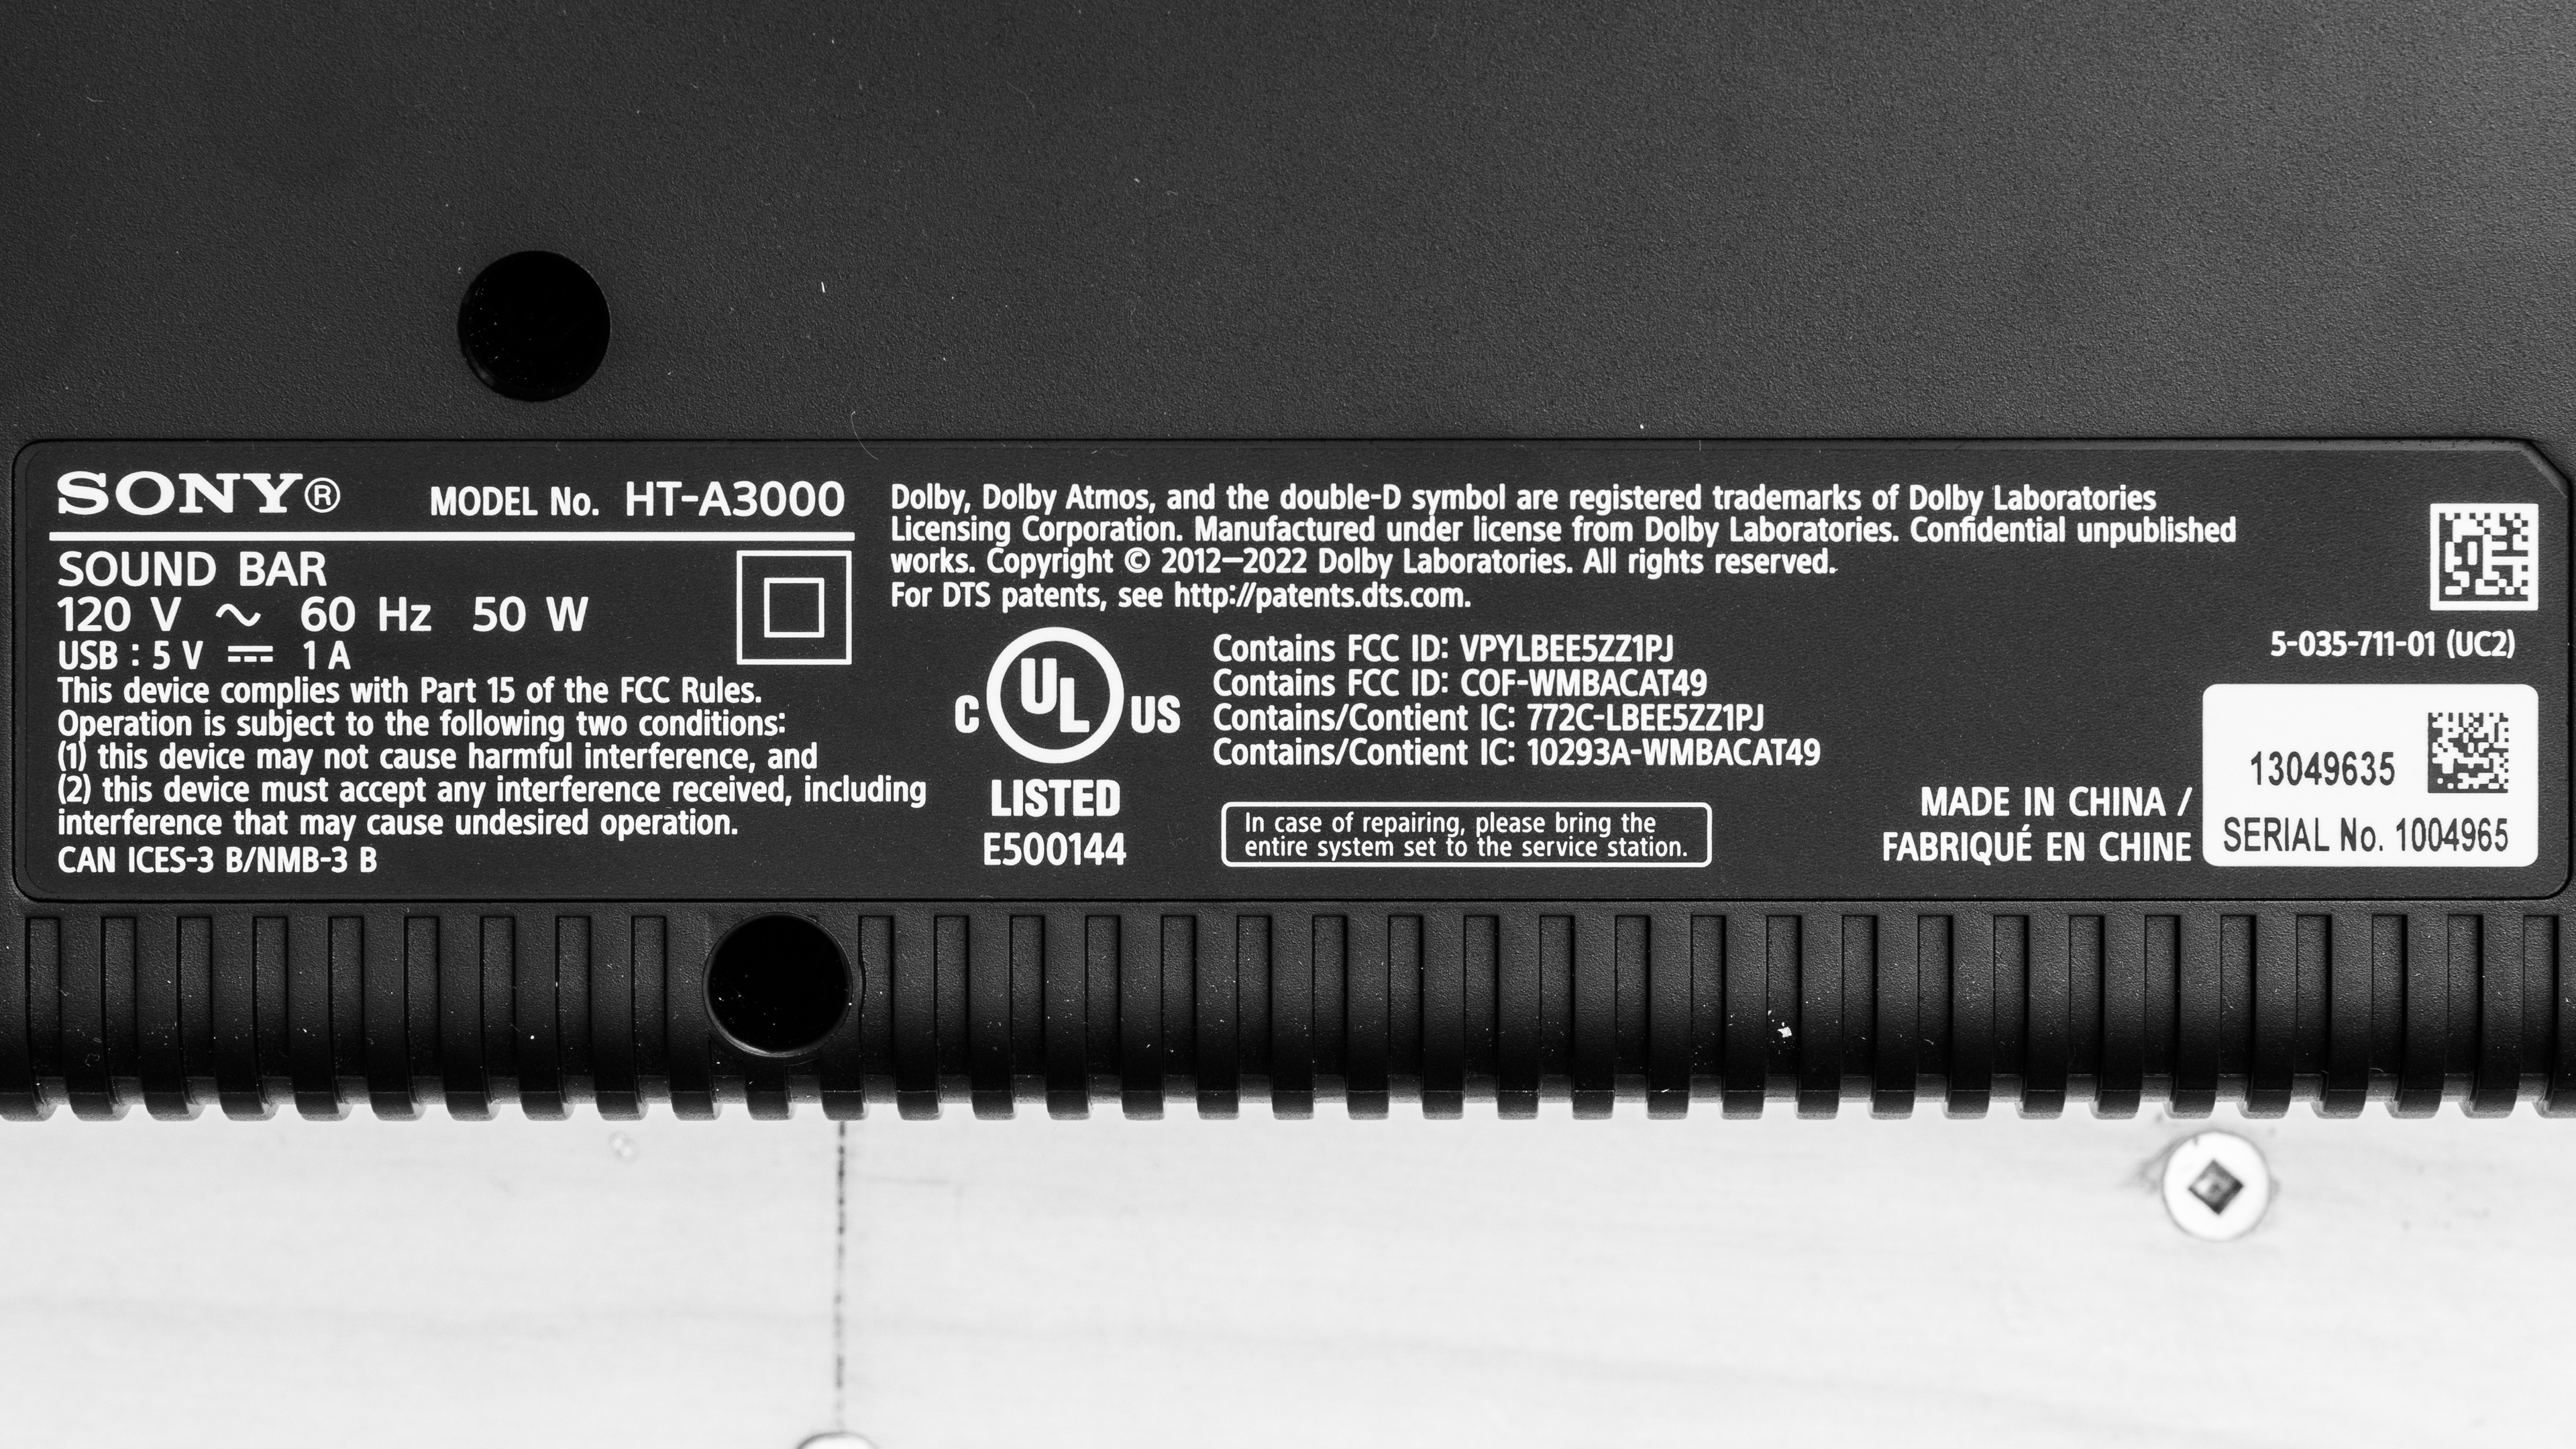 SONY® MODEL No. HT-A3000
SOUND BAR
120 V ~ 60 Hz 50 W
USB : 5 V ⎓ 1 A
This device complies with Part 15 of the FCC Rules.
Operation is subject to the following two conditions:
(1) this device may not cause harmful interference, and
(2) this device must accept any interference received, including
interference that may cause undesired operation.
CAN ICES-3 B/NMB-3 B
Dolby, Dolby Atmos, and the double-D symbol are registered trademarks of Dolby Laboratories
Licensing Corporation. Manufactured under license from Dolby Laboratories. Confidential unpublished
works. Copyright © 2012–2022 Dolby Laboratories. All rights reserved.
For DTS patents, see http://patents.dts.com.
C UL US
LISTED
E500144
Contains FCC ID: VPYLBEE5ZZ1PJ
Contains FCC ID: COF-WMBACAT49
Contains/Contient IC: 772C-LBEE5ZZ1PJ
Contains/Contient IC: 10293A-WMBACAT49
In case of repairing, please bring the
entire system set to the service station.
MADE IN CHINA /
FABRIQUÉ EN CHINE
5-035-711-01 (UC2)
13049635
SERIAL No. 1004965